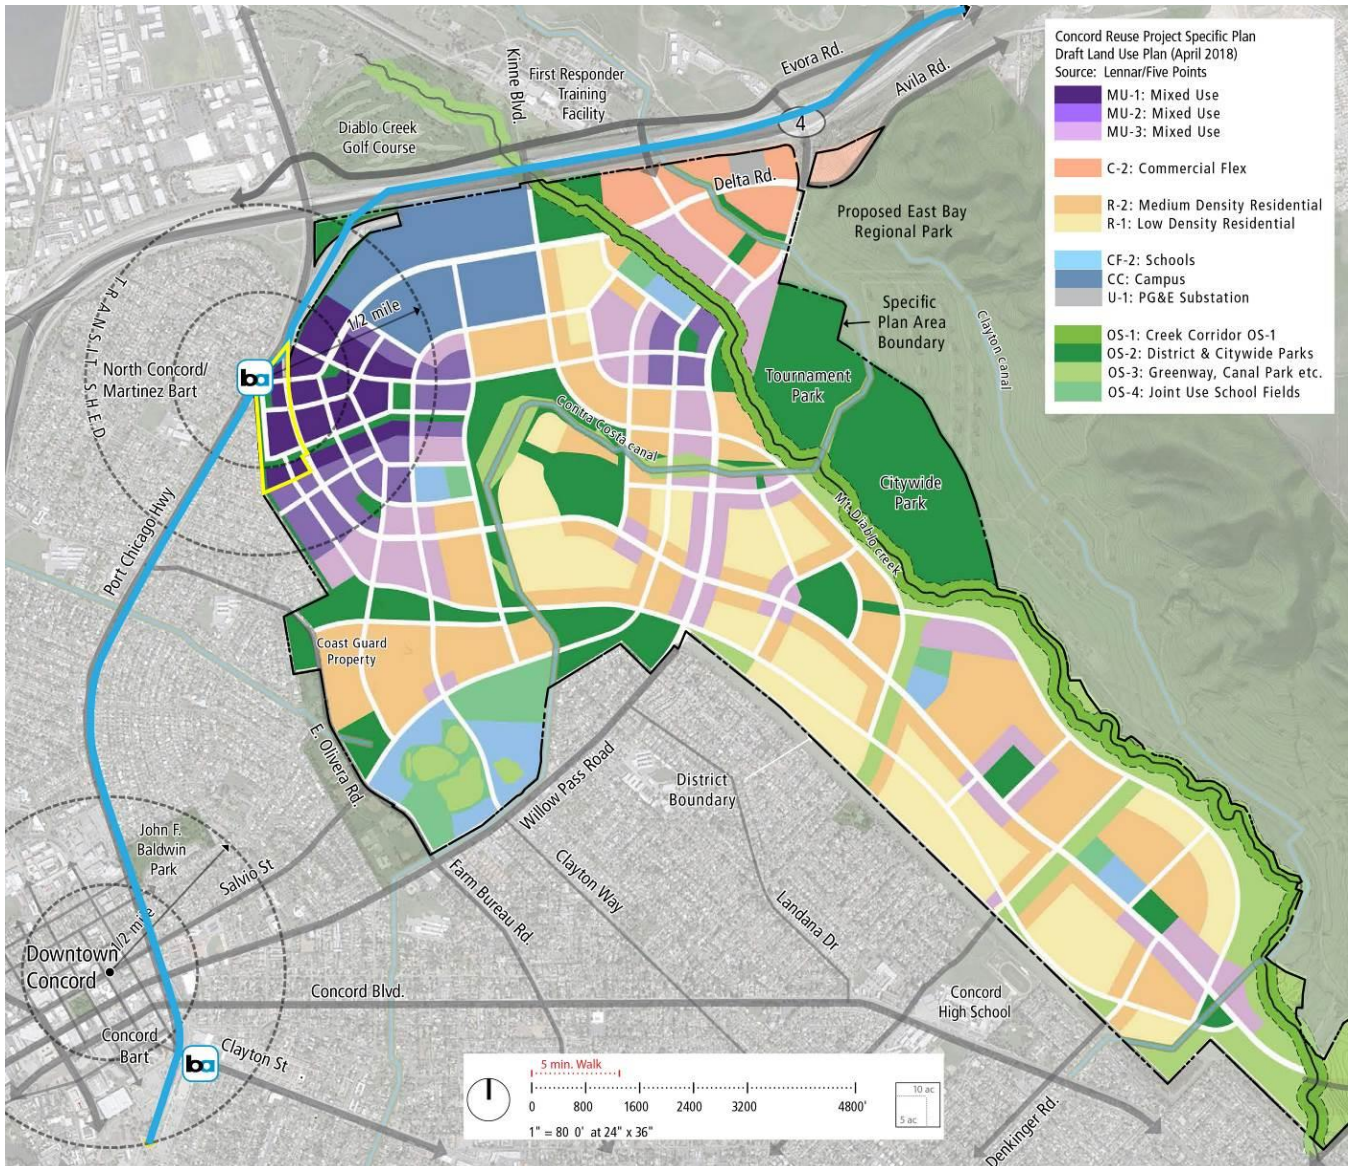 Concord Reuse Project Specific Plan
Draft Land Use Plan (April 2018)
Source: Lennar/Five Points
MU-1: Mixed Use
MU-2: Mixed Use
MU-3: Mixed Use
C-2: Commercial Flex
R-2: Medium Density Residential
R-1: Low Density Residential
CF-2: Schools
CC: Campus
U-1: PG&E Substation
OS-1: Creek Corridor OS-1
OS-2: District & Citywide Parks
OS-3: Greenway, Canal Park etc.
OS-4: Joint Use School Fields
Kinne Blvd.
First Responder
Training
Facility
Evora Rd.
Avila Rd.
4
Diablo Creek
Golf Course
Delta Rd.
Proposed East Bay
Regional Park
Specific
Plan Area
Boundary
Clayton canal
TRANSIT SHED
1/2 mile
North Concord/
Martinez Bart
ba
Tournament
Park
Contra Costa canal
Citywide
Park
Mt. Diablo creek
Port Chicago Hwy
Coast Guard
Property
E. Olivera Rd.
Willow Pass Road
District
Boundary
John F.
Baldwin
Park
Salvio St
1/2 mile
Farm Bureau Rd.
Clayton Way
Landana Dr
Downtown
Concord
Concord Blvd.
Concord
High School
Concord
Bart
ba
Clayton St
Denkinger Rd.
5 min. Walk
0 800 1600 2400 3200 4800'
1" = 80 0' at 24" x 36"
10 ac
5 ac